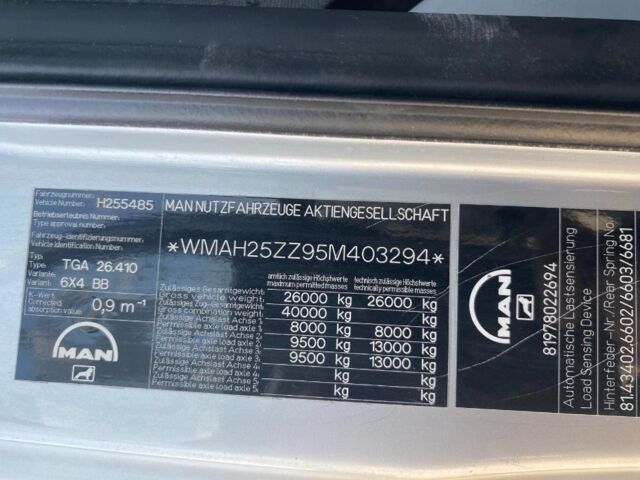 Fahrzeugnummer:
Vehicle Number: H255485
MAN NUTZFAHRZEUGE AKTIENGESELLSCHAFT
Betriebserlaubnis Nummer:
Type approval number:
Fahrzeug-Identifizierungsnummer:
Vehicle Identification Number:
*WMAH25ZZ95M403294*
Typ:
Type: TGA 26.410
Variante:
Variant: 6X4 BB
K-Wert
Corrected
absorption value 0,9 m⁻¹
MAN
amtlich zulässige Höchstwerte technisch zulässige Höchstwerte
maximum permitted masses technically permissible masses
Zulässiges Gesamtgewicht:
Gross vehicle weight: 26000 kg 26000 kg
Zulässiges Zug-Gesamtgewicht:
Gross combination weight: 40000 kg kg
Zulässige Achslast Achse 1:
Permissible axle load axle 1: 8000 kg 8000 kg
Zulässige Achslast Achse 2:
Permissible axle load axle 2: 9500 kg 13000 kg
Zulässige Achslast Achse 3:
Permissible axle load axle 3: 9500 kg 13000 kg
Zulässige Achslast Achse 4:
Permissible axle load axle 4: kg kg
Zulässige Achslast Achse 5:
Permissible axle load axle 5: kg kg
MAN
81978022694
Automatische Lastsensierung
Load Sensing Device
Hinterfeder-Nr./Rear Spring No.
81.43402.6602/6603/6681